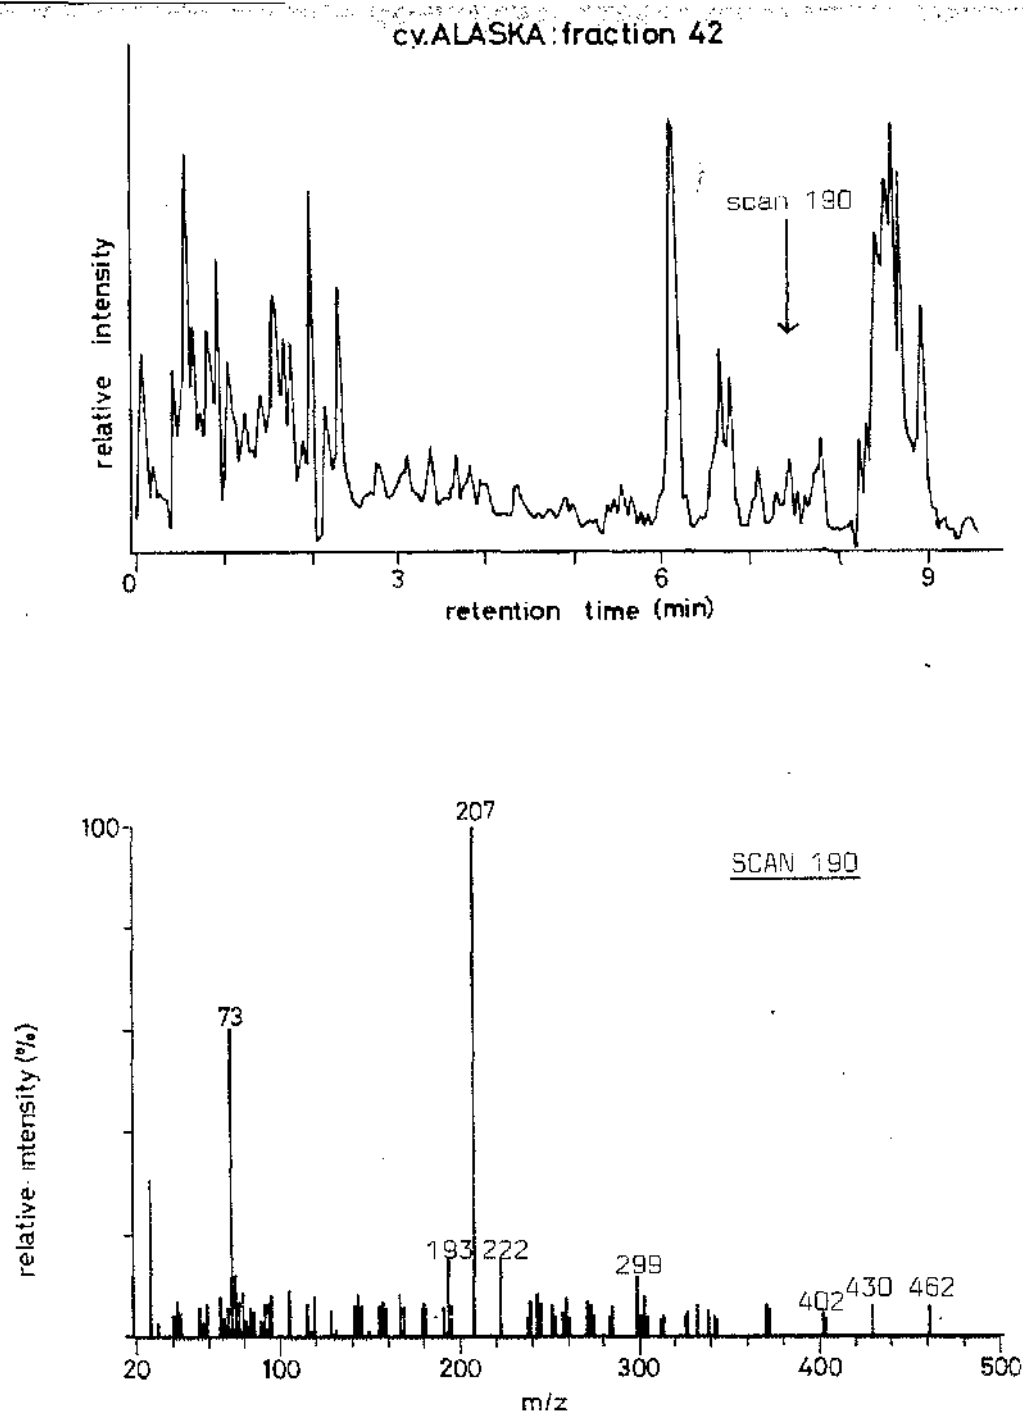 cv.ALASKA:fraction 42
scan 190
relative intensity
0 3 6 9
retention time (min)
207
100
SCAN 190
73
193 222
299
402 430 462
relative intensity (%)
20 100 200 300 400 500
m/z